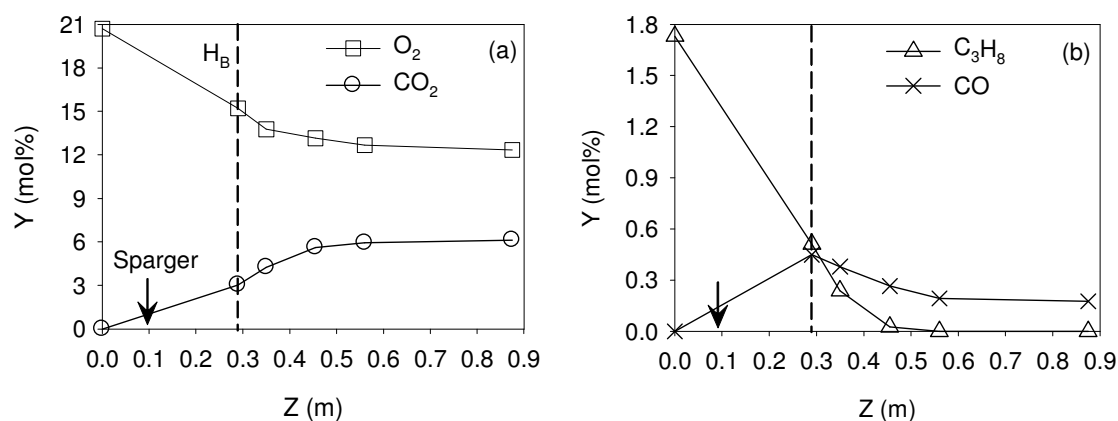 (a)
O₂
CO₂
H_B
Sparger
21
18
15
12
9
6
3
0
Y (mol%)
0.0 0.1 0.2 0.3 0.4 0.5 0.6 0.7 0.8 0.9
Z (m)
(b)
C₃H₈
CO
1.8
1.5
1.2
0.9
0.6
0.3
0.0
Y (mol%)
0.0 0.1 0.2 0.3 0.4 0.5 0.6 0.7 0.8 0.9
Z (m)